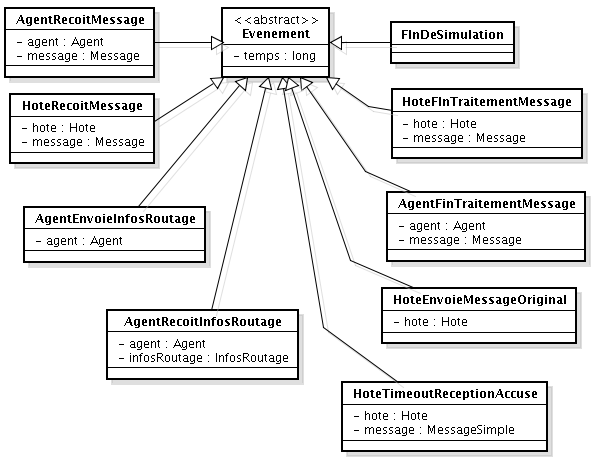 AgentRecoitMessage
- agent : Agent
- message : Message
<<abstract>>
Evenement
- temps : long
FInDeSimulation
HoteRecoitMessage
- hote : Hote
- message : Message
HoteFInTraitementMessage
- hote : Hote
- message : Message
AgentEnvoieInfosRoutage
- agent : Agent
AgentFinTraitementMessage
- agent : Agent
- message : Message
HoteEnvoieMessageOriginal
- hote : Hote
AgentRecoitInfosRoutage
- agent : Agent
- infosRoutage : InfosRoutage
HoteTimeoutReceptionAccuse
- hote : Hote
- message : MessageSimple